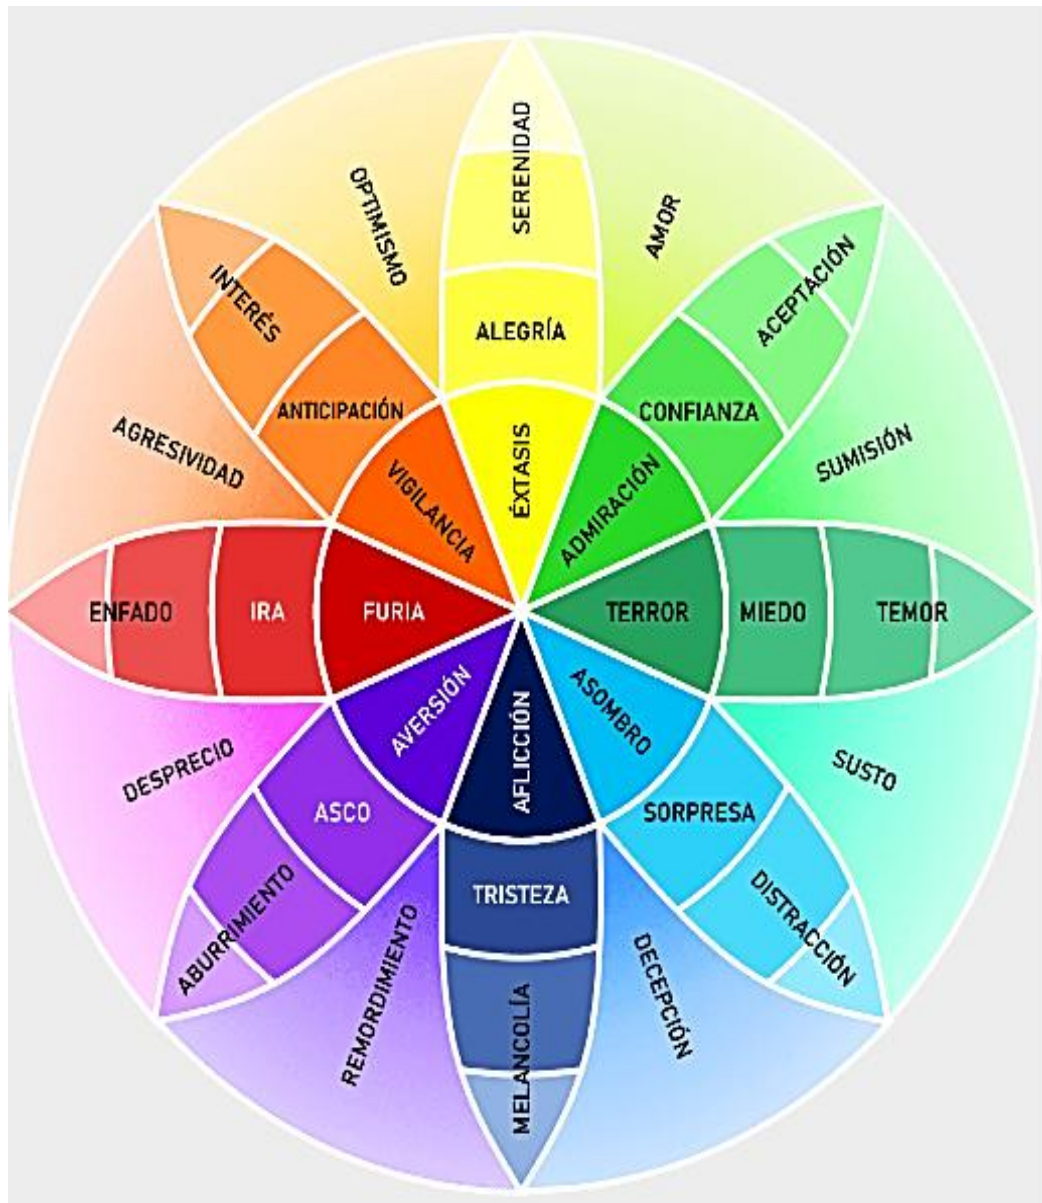 SERENIDAD
OPTIMISMO
AMOR
INTERÉS
ACEPTACIÓN
ALEGRÍA
ANTICIPACIÓN
CONFIANZA
AGRESIVIDAD
SUMISIÓN
VIGILANCIA
ÉXTASIS
ADMIRACIÓN
ENFADO
IRA
FURIA
TERROR
MIEDO
TEMOR
AVERSIÓN
AFLICCIÓN
ASOMBRO
DESPRECIO
SUSTO
ASCO
SORPRESA
TRISTEZA
ABURRIMIENTO
DISTRACCIÓN
REMORDIMIENTO
DECEPCIÓN
MELANCOLÍA